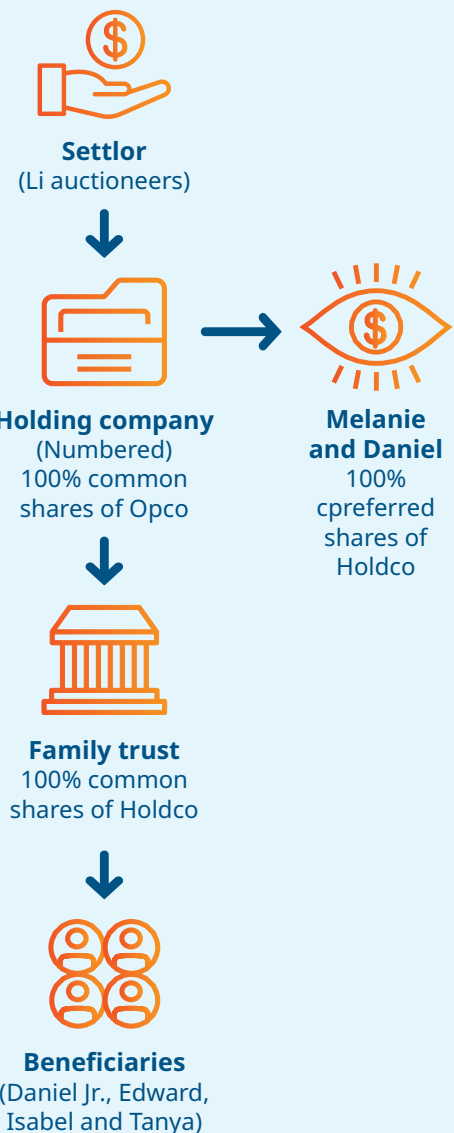 $
Settlor
(Li auctioneers)
Holding company
(Numbered)
100% common
shares of Opco
$
Melanie
and Daniel
100%
cpreferred
shares of
Holdco
Family trust
100% common
shares of Holdco
Beneficiaries
(Daniel Jr., Edward,
Isabel and Tanya)